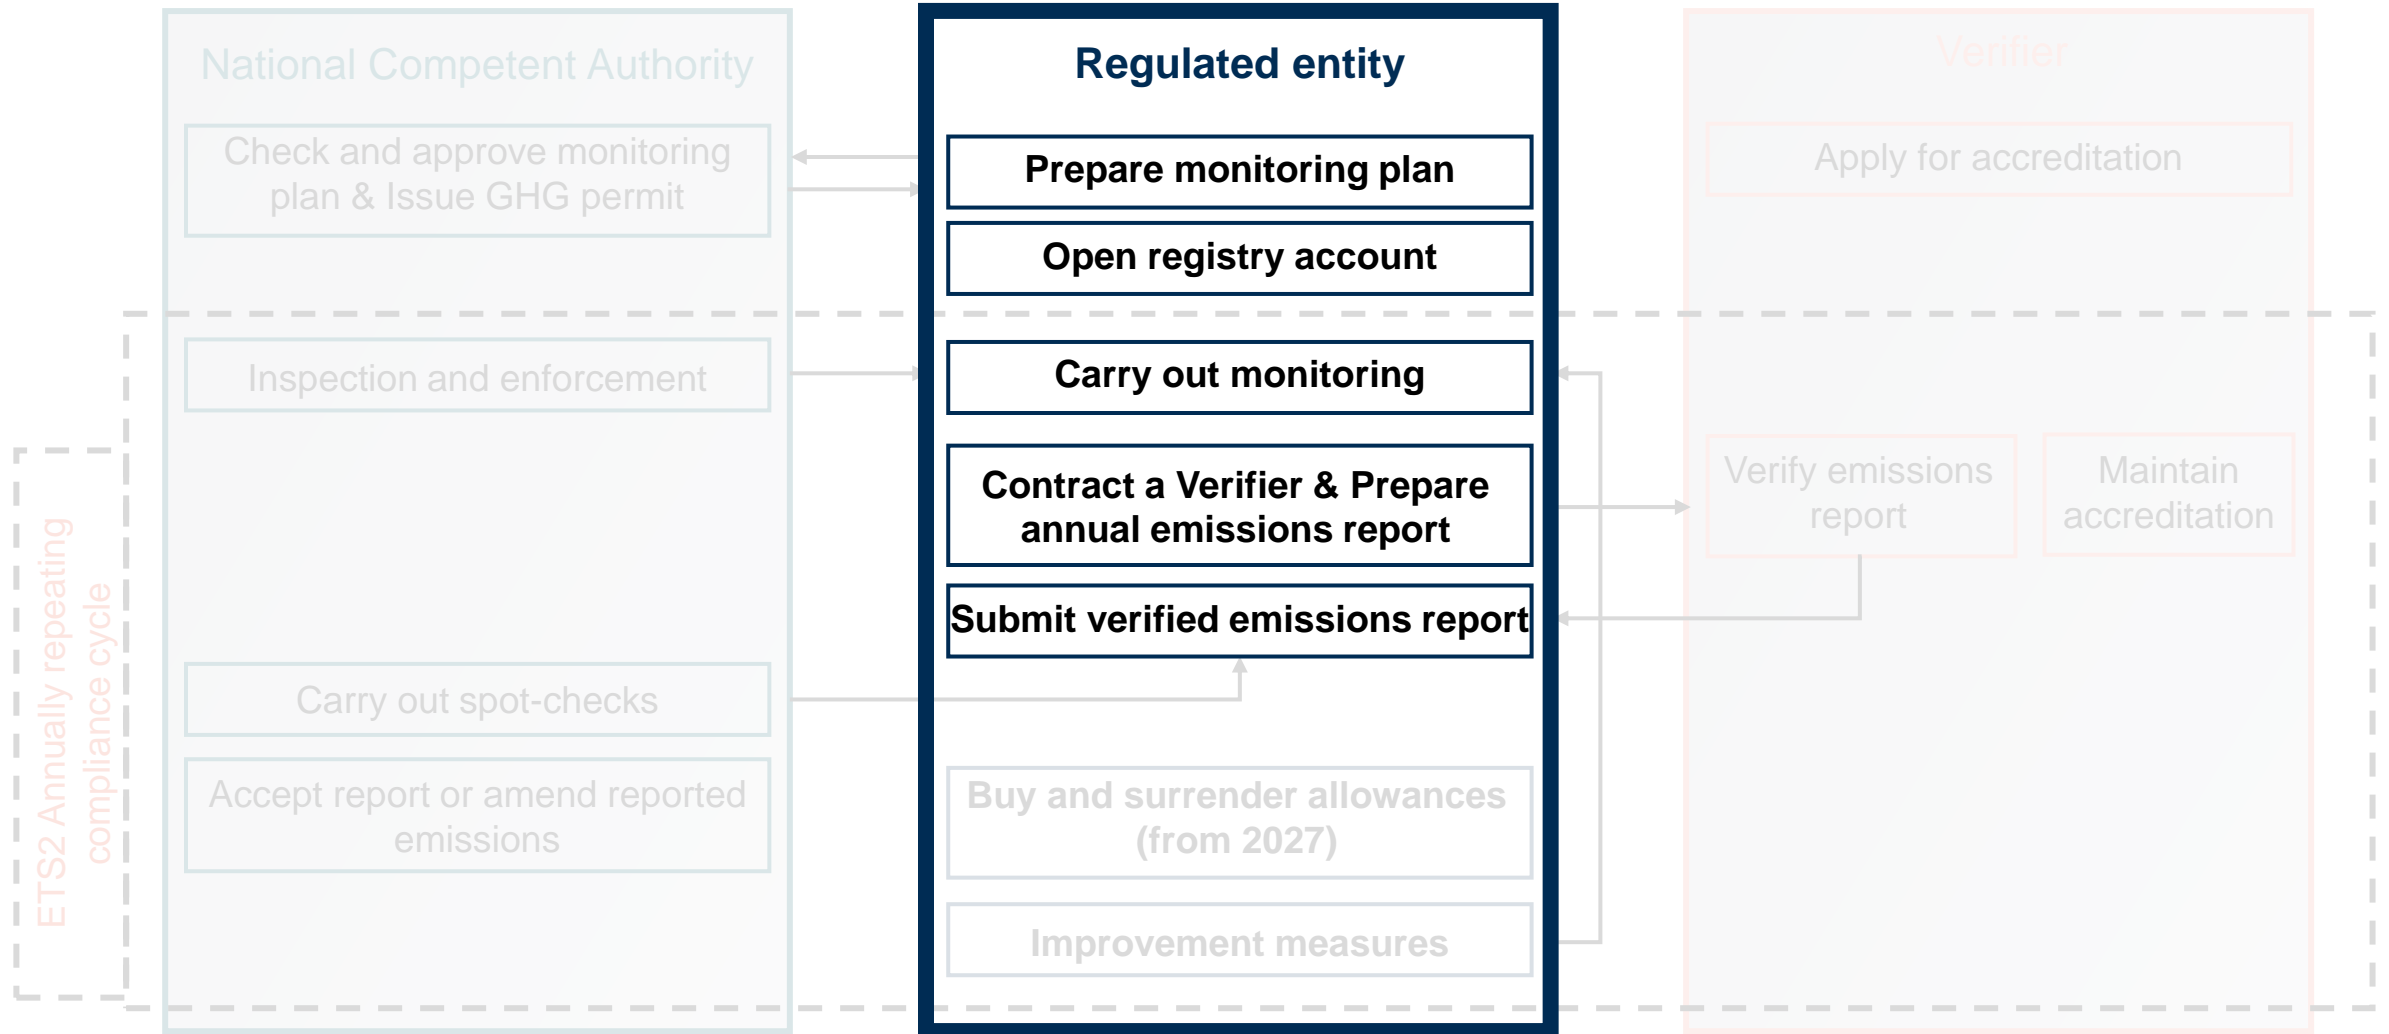 National Competent Authority
Check and approve monitoring
plan & Issue GHG permit
Inspection and enforcement
Carry out spot-checks
Accept report or amend reported
emissions
Regulated entity
Prepare monitoring plan
Open registry account
Carry out monitoring
Contract a Verifier & Prepare
annual emissions report
Submit verified emissions report
Buy and surrender allowances
(from 2027)
Improvement measures
Verifier
Apply for accreditation
Verify emissions
report
Maintain
accreditation
ETS2 Annually repeating
compliance cycle